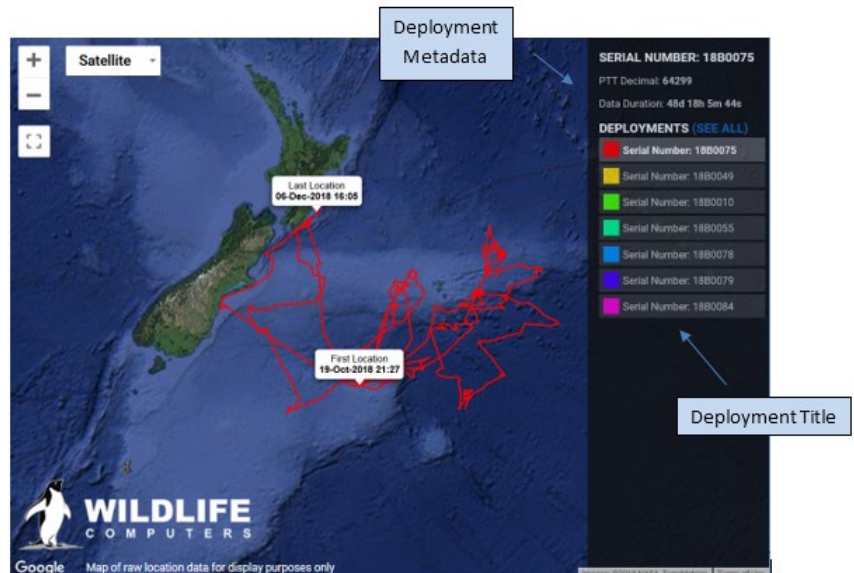 Deployment
Metadata
+
−
Satellite
SERIAL NUMBER: 18B0075
PTT Decimal: 64299
Data Duration: 48d 18h 5m 44s
DEPLOYMENTS (SEE ALL)
Serial Number: 18B0075
Serial Number: 18B0049
Serial Number: 18B0010
Serial Number: 18B0055
Serial Number: 18B0078
Serial Number: 18B0079
Serial Number: 18B0084
Last Location
06-Dec-2018 16:05
First Location
19-Oct-2018 21:27
Deployment Title
WILDLIFE
COMPUTERS
Google
Map of raw location data for display purposes only